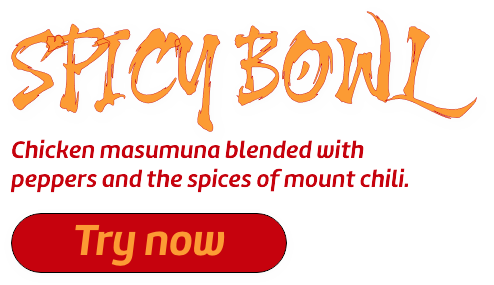 SPICY BOWL
Chicken masumuna blended with
peppers and the spices of mount chili.
Try now